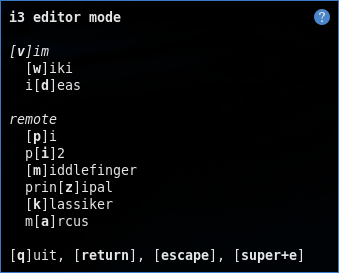 i3 editor mode ?
[v]im
[w]iki
i[d]eas
remote
[p]i
p[i]2
[m]iddlefinger
prin[z]ipal
[k]lassiker
m[a]rcus
[q]uit, [return], [escape], [super+e]